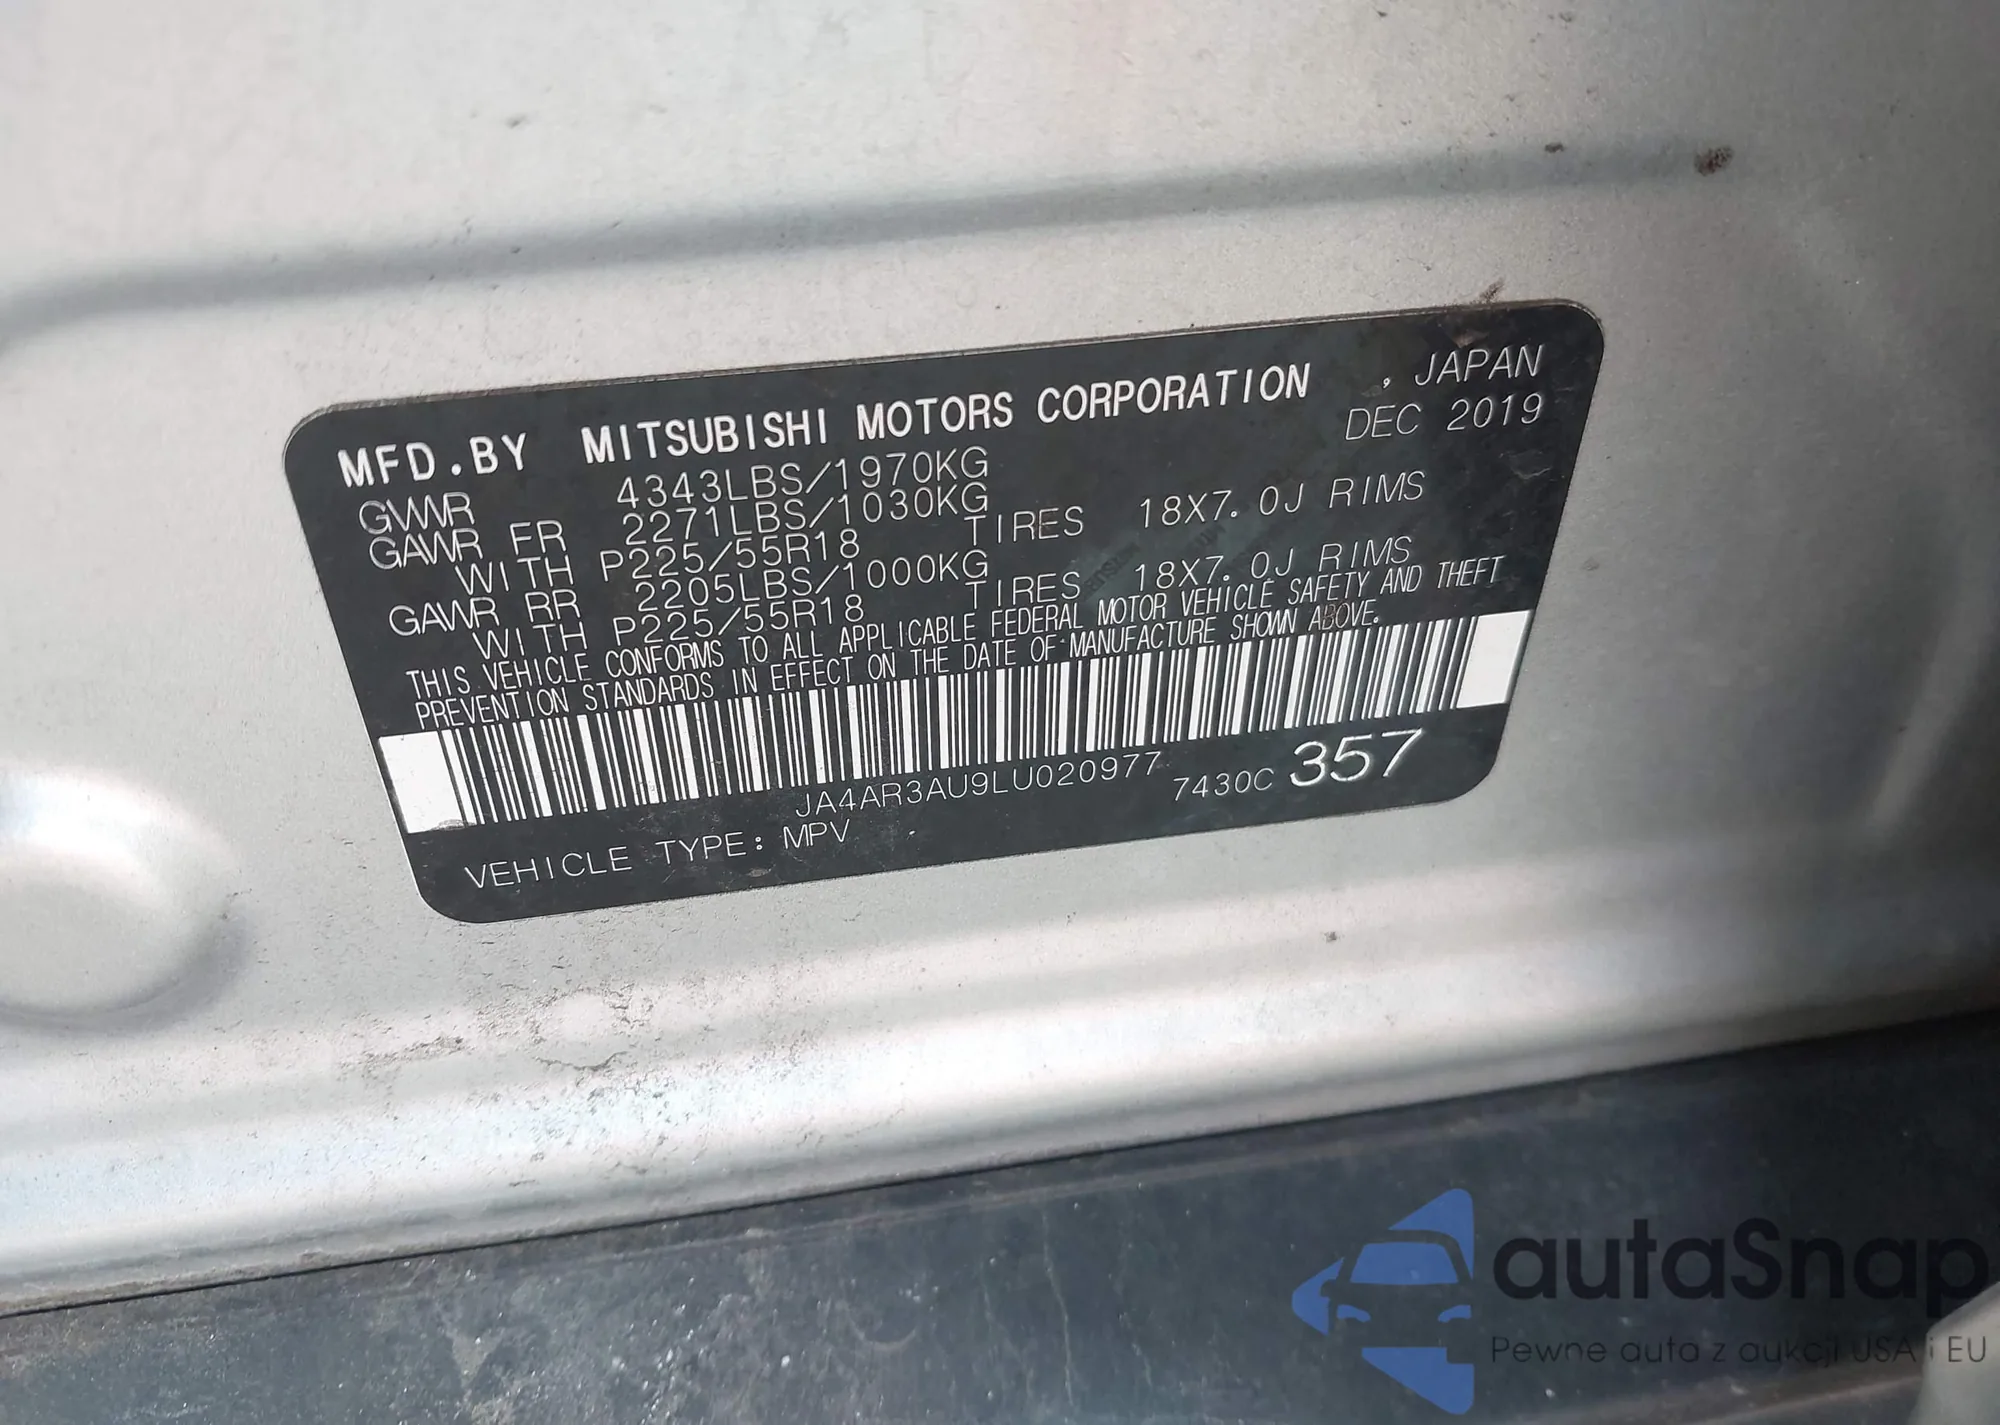 MFD.BY MITSUBISHI MOTORS CORPORATION , JAPAN
DEC 2019
GVWR 4343LBS/1970KG
GAWR FR 2271LBS/1030KG
WITH P225/55R18 TIRES 18X7.0J RIMS
GAWR RR 2205LBS/1000KG
WITH P225/55R18 TIRES 18X7.0J RIMS
THIS VEHICLE CONFORMS TO ALL APPLICABLE FEDERAL MOTOR VEHICLE SAFETY AND THEFT
PREVENTION STANDARDS IN EFFECT ON THE DATE OF MANUFACTURE SHOWN ABOVE.
JA4AR3AU9LU020977 7430C 357
VEHICLE TYPE: MPV
autaSnap
Pewne auta z aukcji USA i EU